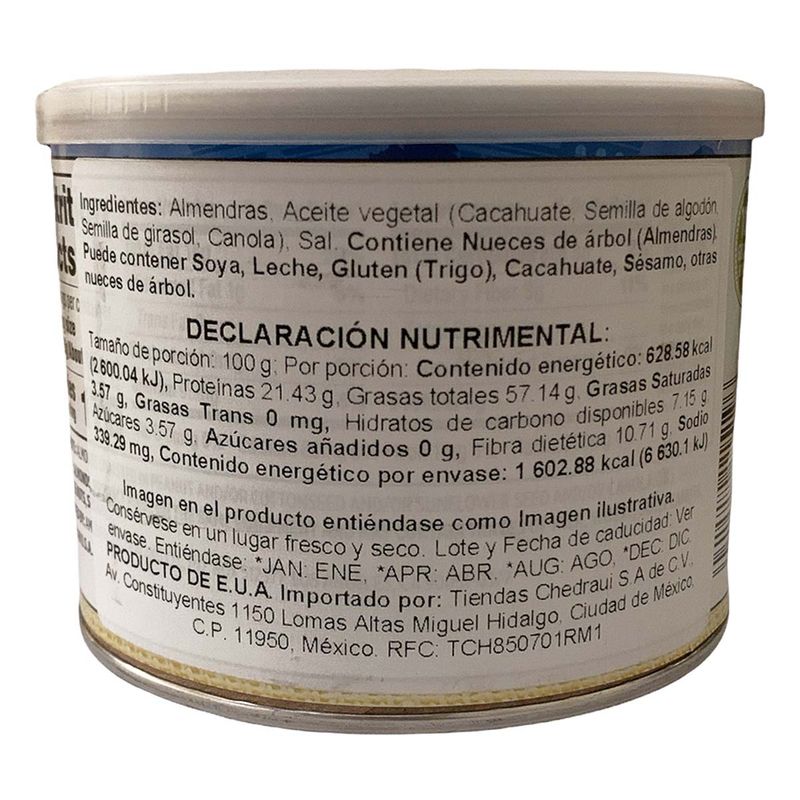 trit
cts
Ingredientes: Almendras, Aceite vegetal (Cacahuate, Semilla de algodón,
Semilla de girasol, Canola), Sal. Contiene Nueces de árbol (Almendras).
Puede contener Soya, Leche, Gluten (Trigo), Cacahuate, Sésamo, otras
nueces de árbol.
DECLARACIÓN NUTRIMENTAL:
Tamaño de porción: 100 g; Por porción: Contenido energético: 628.58 kcal
(2 600.04 kJ), Proteínas 21.43 g, Grasas totales 57.14 g, Grasas Saturadas
3.57 g, Grasas Trans 0 mg, Hidratos de carbono disponibles 7.15 g,
Azúcares 3.57 g, Azúcares añadidos 0 g, Fibra dietética 10.71 g, Sodio
339.29 mg, Contenido energético por envase: 1 602.88 kcal (6 630.1 kJ)
Imagen en el producto entiéndase como Imagen ilustrativa.
Consérvese en un lugar fresco y seco. Lote y Fecha de caducidad: Ver
envase. Entiéndase: *JAN: ENE, *APR: ABR, *AUG: AGO, *DEC: DIC.
PRODUCTO DE E.U.A. Importado por: Tiendas Chedraui S.A de C.V.,
Av. Constituyentes 1150 Lomas Altas Miguel Hidalgo, Ciudad de México,
C.P. 11950, México. RFC: TCH850701RM1